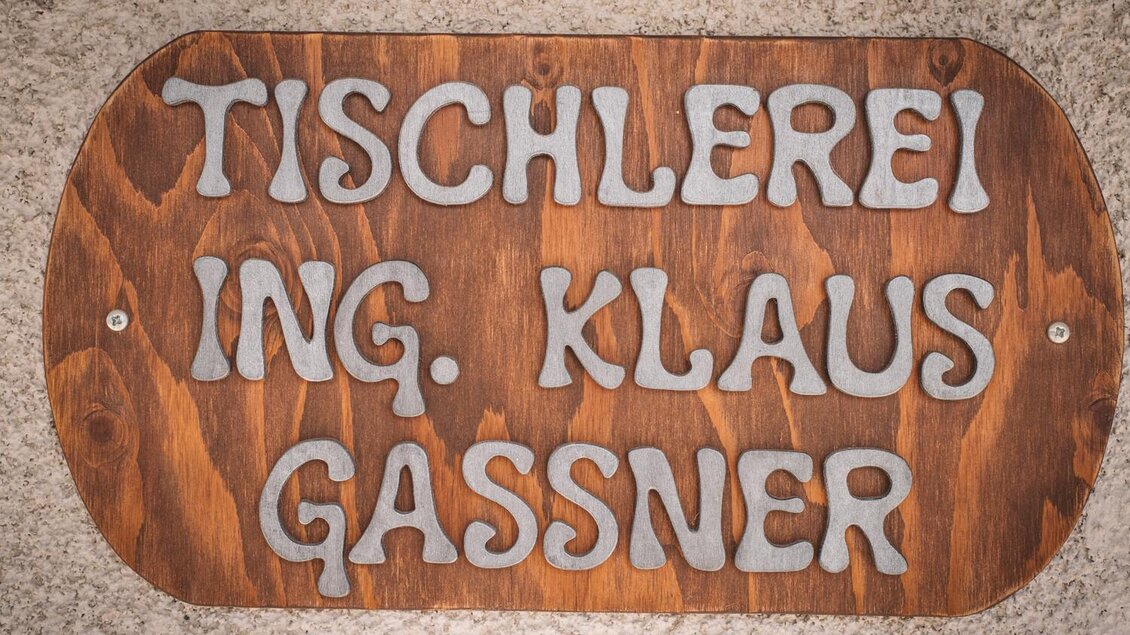 TISCHLEREI
ING. KLAUS
GASSNER